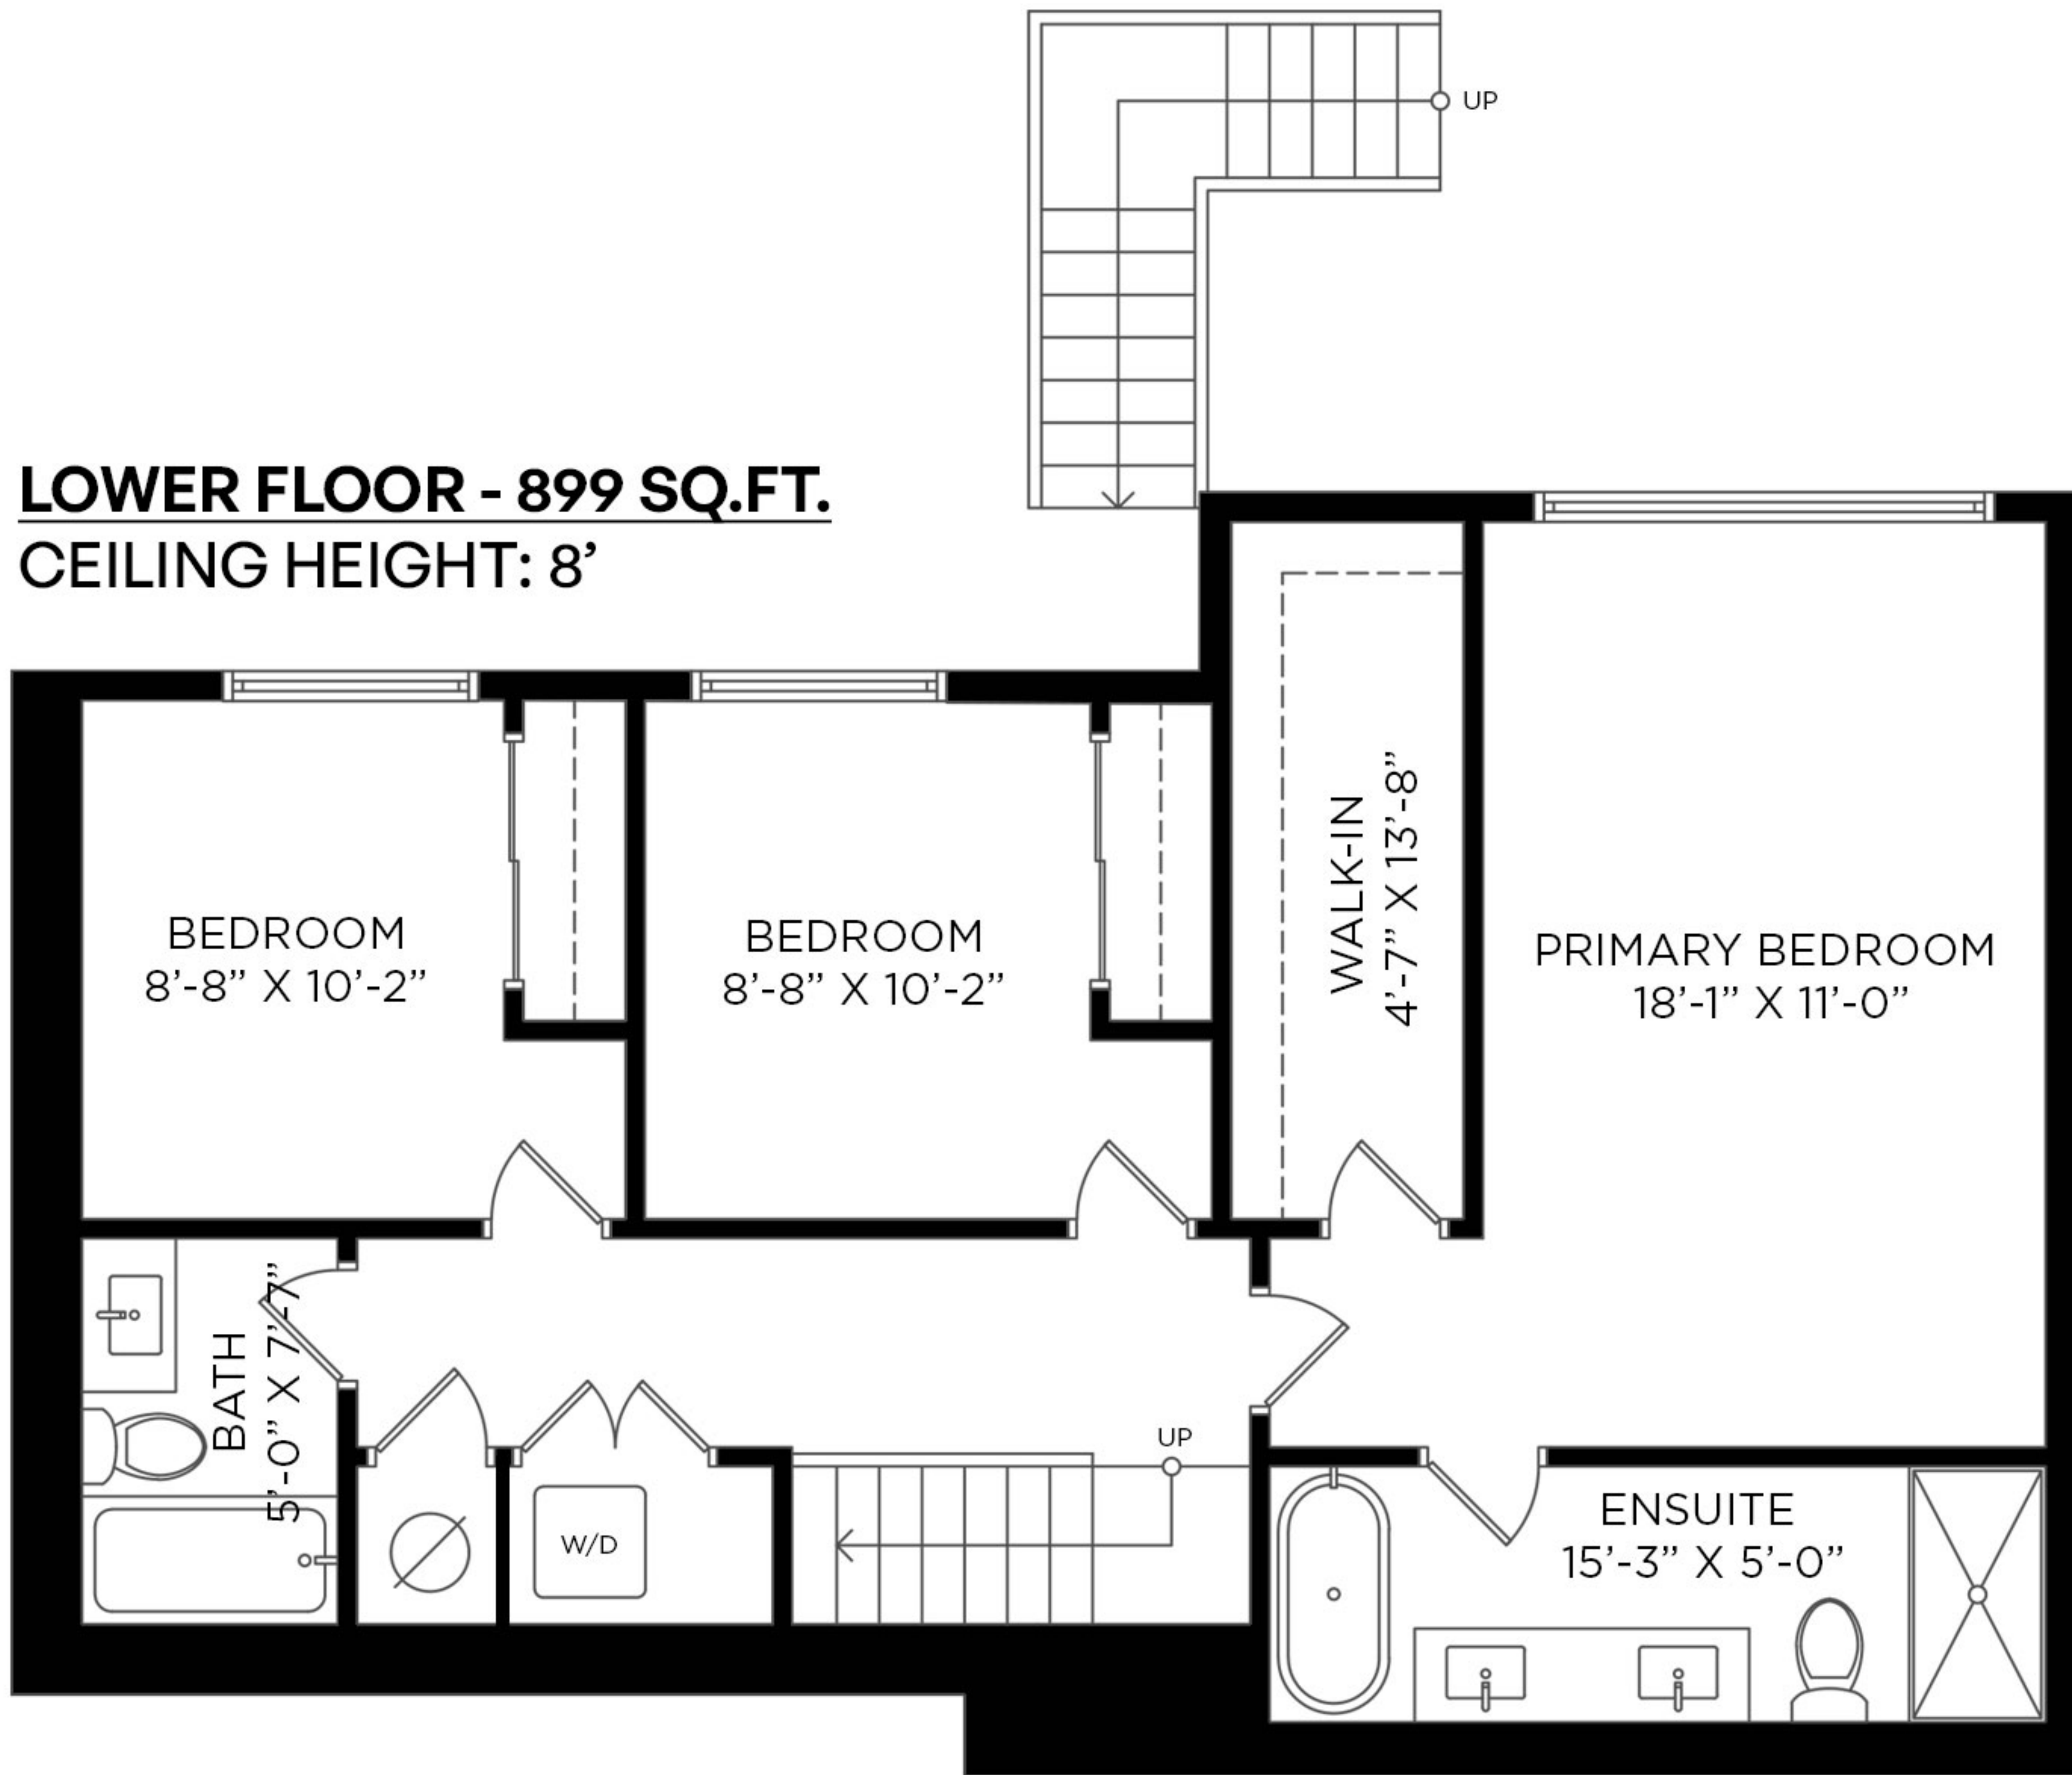 UP
LOWER FLOOR - 899 SQ.FT.
CEILING HEIGHT: 8’
BEDROOM
8’-8” X 10’-2”
BEDROOM
8’-8” X 10’-2”
WALK-IN
4’-7” X 13’-8”
PRIMARY BEDROOM
18’-1” X 11’-0”
BATH
5’-0” X 7’-7”
W/D
UP
ENSUITE
15’-3” X 5’-0”